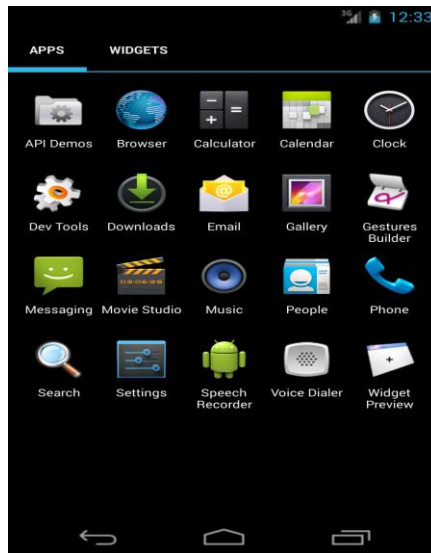 3G 12:33
APPS WIDGETS
API Demos Browser Calculator Calendar Clock
Dev Tools Downloads Email Gallery Gestures
Builder
Messaging Movie Studio Music People Phone
Search Settings Speech Voice Dialer Widget
Recorder Preview